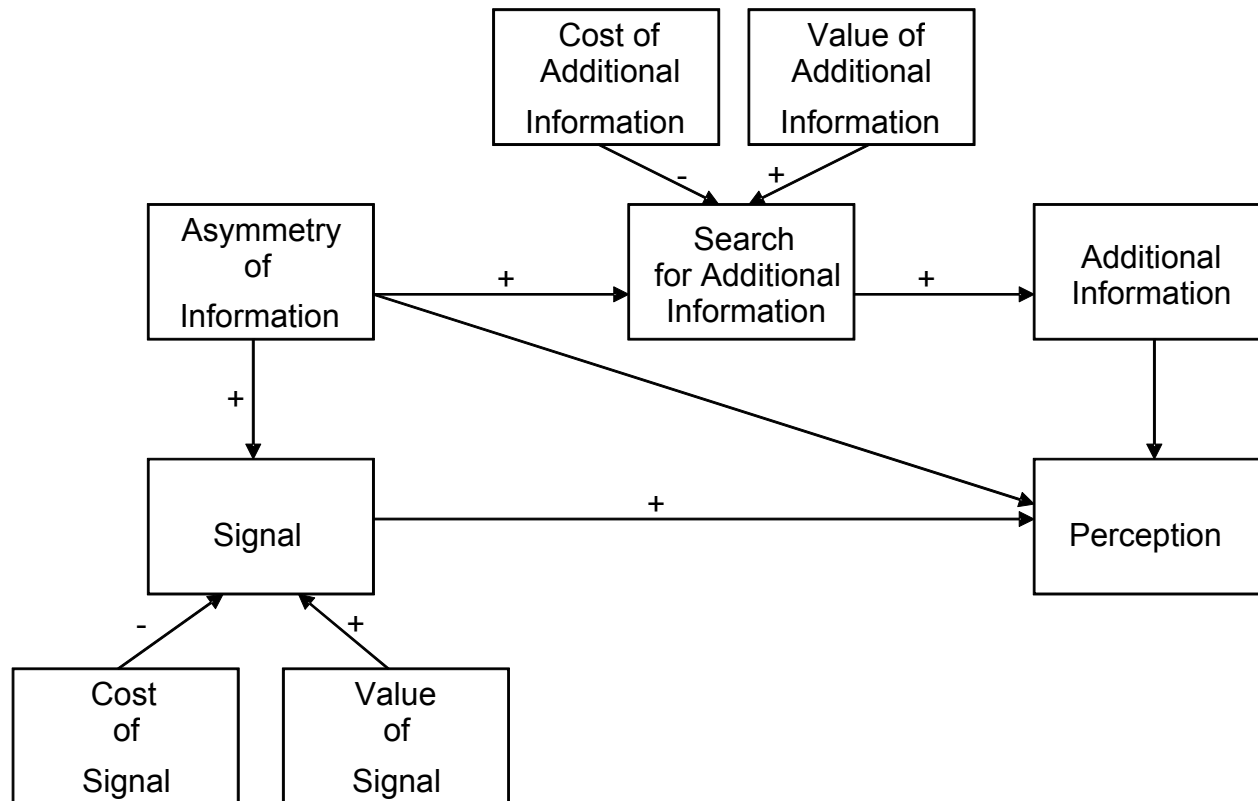 Cost of
Additional
Information
Value of
Additional
Information
-
+
Asymmetry
of
Information
+
Search
for Additional
Information
+
Additional
Information
+
Signal
+
Perception
-
+
Cost
of
Signal
Value
of
Signal